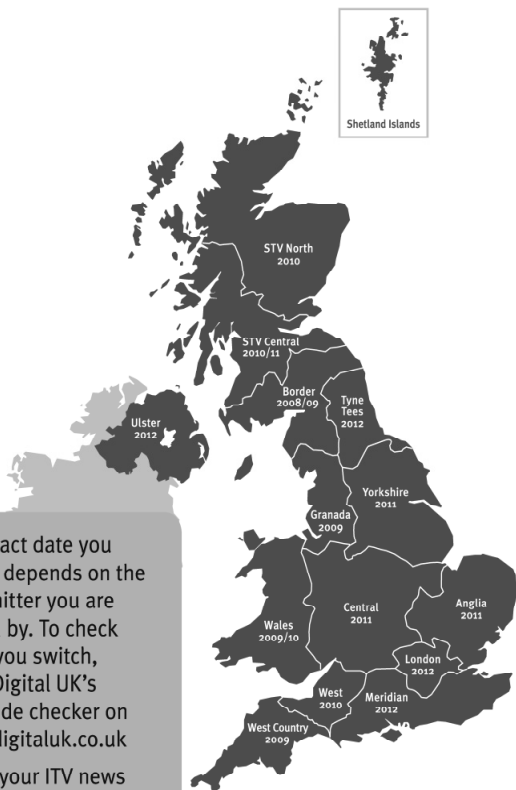 Shetland Islands
STV North
2010
STV Central
2010/11
Border
2008/09
Tyne
Tees
2012
Ulster
2012
Yorkshire
2011
Granada
2009
Central
2011
Anglia
2011
Wales
2009/10
London
2012
West
2010
Meridian
2012
West Country
2009
act date you
depends on the
itter you are
by. To check
you switch,
Digital UK's
de checker on
digitaluk.co.uk
your ITV news